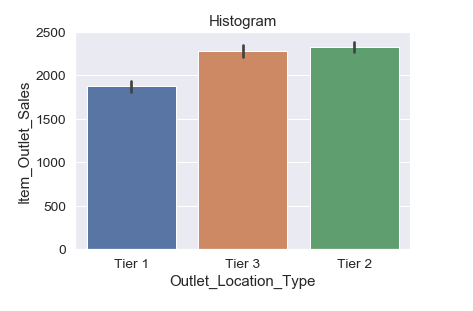 Histogram
2500
2000
1500
1000
500
0
Item_Outlet_Sales
Tier 1 Tier 3 Tier 2
Outlet_Location_Type